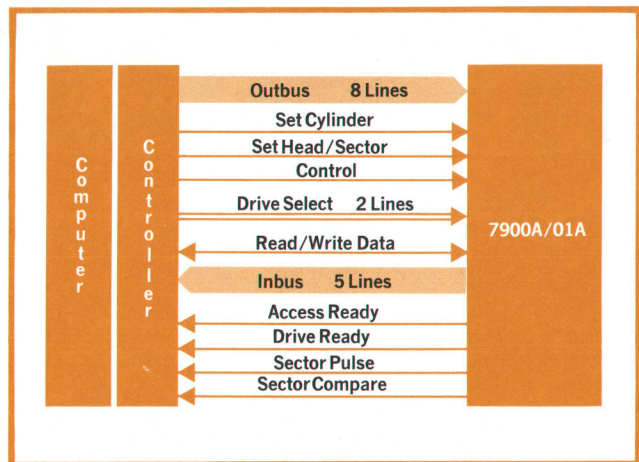 Computer
Controller
Outbus 8 Lines
Set Cylinder
Set Head/Sector
Control
Drive Select 2 Lines
Read/Write Data
Inbus 5 Lines
Access Ready
Drive Ready
Sector Pulse
Sector Compare
7900A/01A